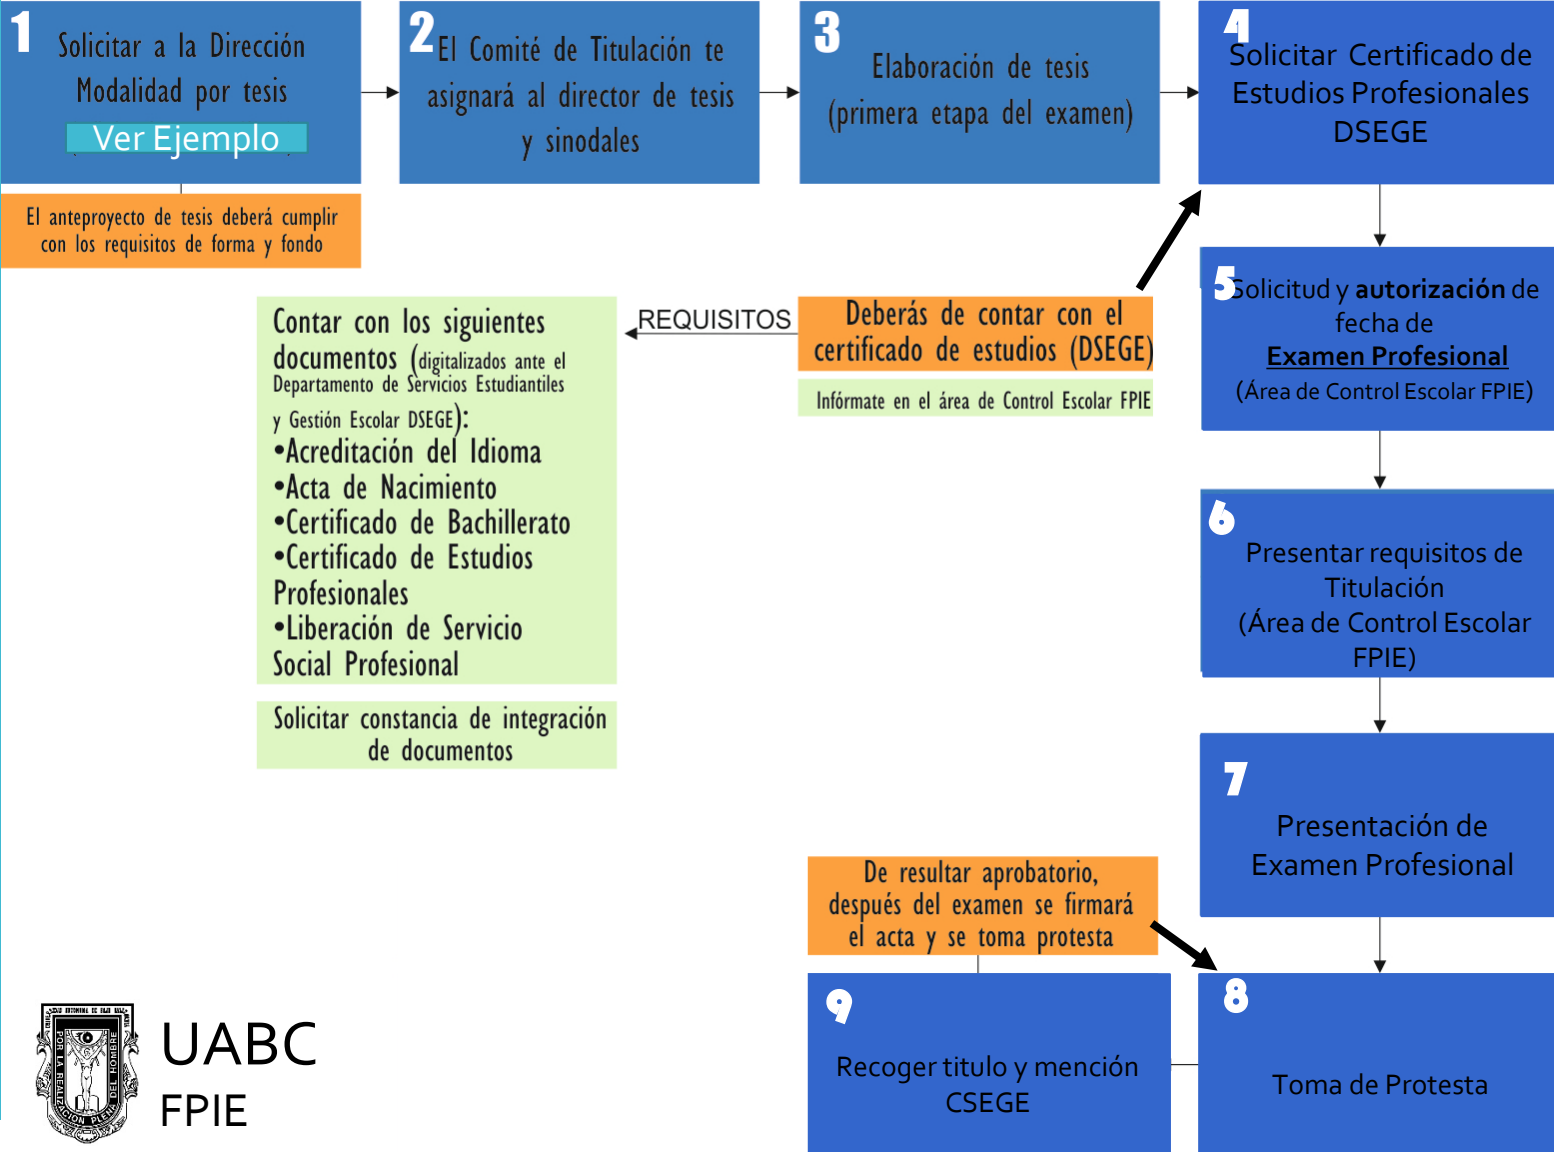 1
Solicitar a la Dirección
Modalidad por tesis
Ver Ejemplo
El anteproyecto de tesis deberá cumplir
con los requisitos de forma y fondo
2
El Comité de Titulación te
asignará al director de tesis
y sinodales
3
Elaboración de tesis
(primera etapa del examen)
4
Solicitar Certificado de
Estudios Profesionales
DSEGE
Deberás de contar con el
certificado de estudios (DSEGE)
Infórmate en el área de Control Escolar FPIE
REQUISITOS
Contar con los siguientes
documentos (digitalizados ante el
Departamento de Servicios Estudiantiles
y Gestión Escolar DSEGE):
•Acreditación del Idioma
•Acta de Nacimiento
•Certificado de Bachillerato
•Certificado de Estudios
Profesionales
•Liberación de Servicio
Social Profesional
Solicitar constancia de integración
de documentos
5
Solicitud y autorización de
fecha de
Examen Profesional
(Área de Control Escolar FPIE)
6
Presentar requisitos de
Titulación
(Área de Control Escolar
FPIE)
7
Presentación de
Examen Profesional
De resultar aprobatorio,
después del examen se firmará
el acta y se toma protesta
8
Toma de Protesta
9
Recoger titulo y mención
CSEGE
POR LA REALIZACION PLENA DEL HOMBRE
UABC
FPIE